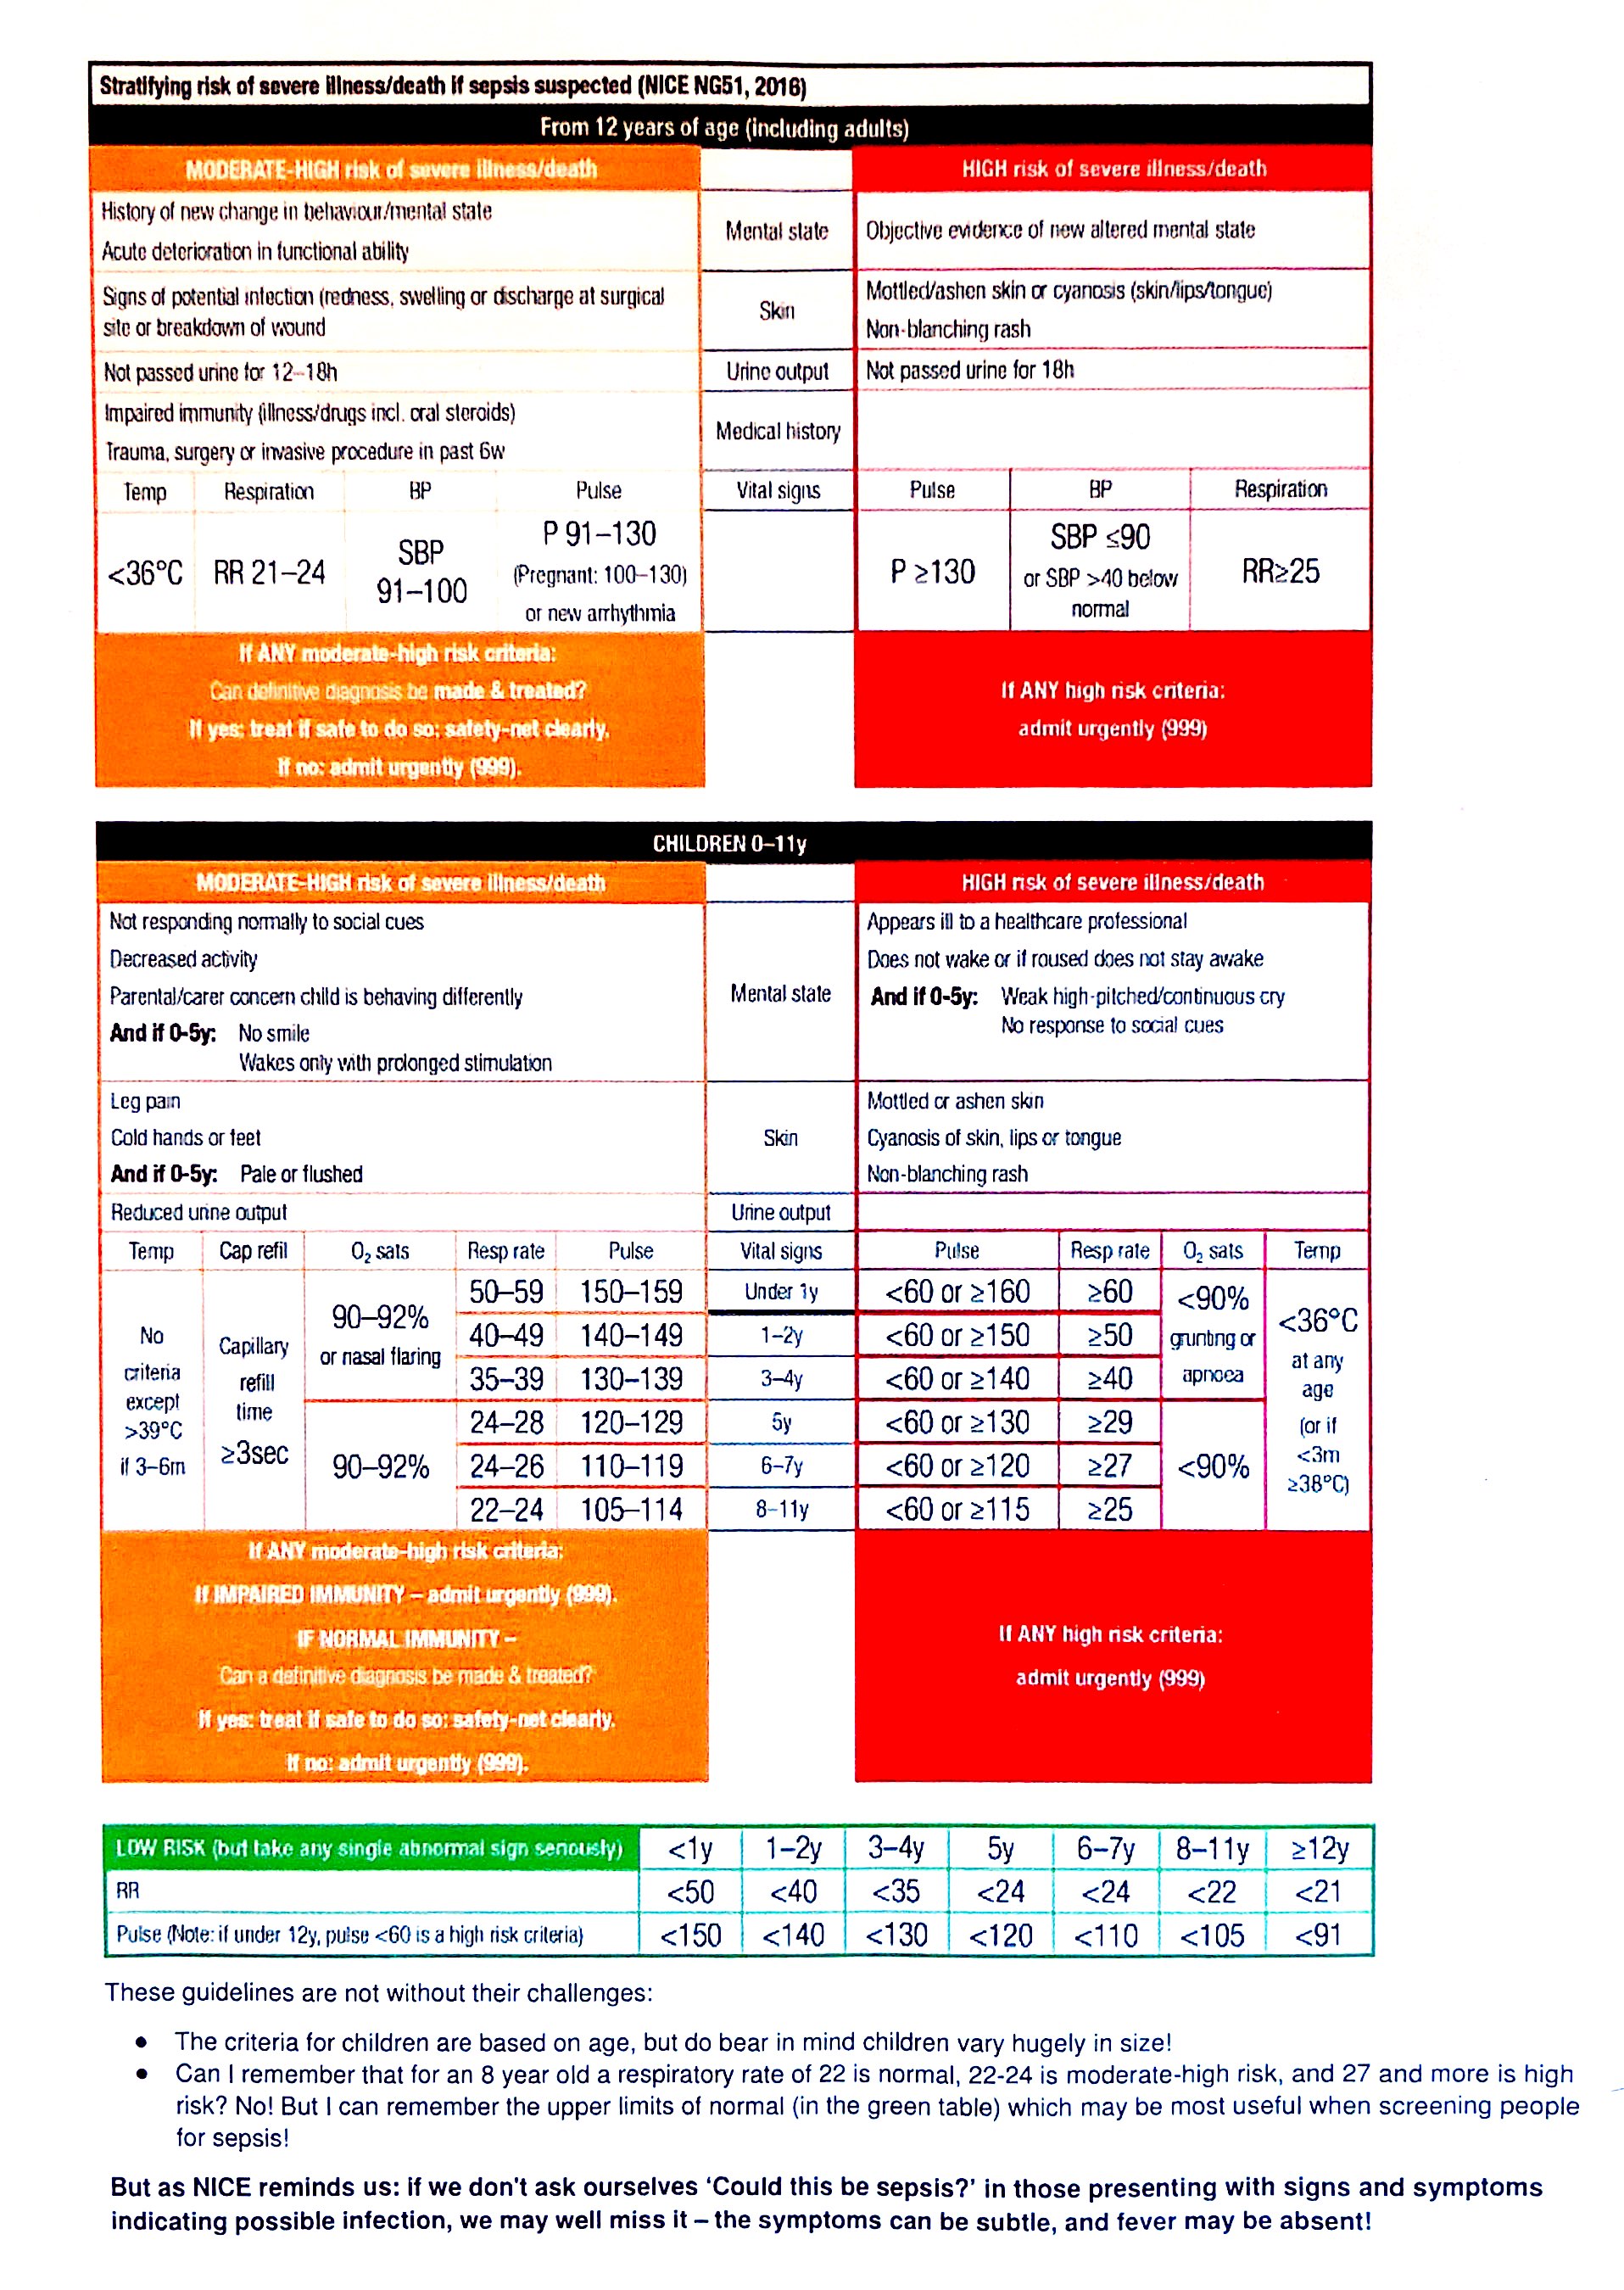 Stratifying risk of severe illness/death if sepsis suspected (NICE NG51, 2016)
From 12 years of age (including adults)
MODERATE-HIGH risk of severe illness/death
HIGH risk of severe illness/death
History of new change in behaviour/mental state
Acute deterioration in functional ability
Mental state
Objective evidence of new altered mental state
Signs of potential infection (redness, swelling or discharge at surgical
site or breakdown of wound
Skin
Mottled/ashen skin or cyanosis (skin/lips/tongue)
Non-blanching rash
Not passed urine for 12–18h
Urine output
Not passed urine for 18h
Impaired immunity (illness/drugs incl. oral steroids)
Trauma, surgery or invasive procedure in past 6w
Medical history
Temp Respiration BP Pulse
Vital signs
Pulse BP Respiration
<36°C
RR 21–24
SBP
91–100
P 91–130
(Pregnant: 100–130)
or new arrhythmia
P ≥130
SBP ≤90
or SBP >40 below
normal
RR≥25
If ANY moderate-high risk criteria:
Can definitive diagnosis be made & treated?
If yes: treat if safe to do so; safety-net clearly.
If no: admit urgently (999).
If ANY high risk criteria:
admit urgently (999)
CHILDREN 0–11y
MODERATE-HIGH risk of severe illness/death
HIGH risk of severe illness/death
Not responding normally to social cues
Decreased activity
Parental/carer concern child is behaving differently
And if 0-5y: No smile
Wakes only with prolonged stimulation
Mental state
Appears ill to a healthcare professional
Does not wake or if roused does not stay awake
And if 0-5y: Weak high-pitched/continuous cry
No response to social cues
Leg pain
Cold hands or feet
And if 0-5y: Pale or flushed
Skin
Mottled or ashen skin
Cyanosis of skin, lips or tongue
Non-blanching rash
Reduced urine output
Urine output
Temp Cap refil O₂ sats Resp rate Pulse
Vital signs
Pulse Resp rate O₂ sats Temp
No
criteria
except
>39°C
if 3–6m
Capillary
refill
time
≥3sec
90–92%
or nasal flaring
90–92%
50–59 150–159 Under 1y <60 or ≥160 ≥60
40–49 140–149 1–2y <60 or ≥150 ≥50
35–39 130–139 3–4y <60 or ≥140 ≥40
24–28 120–129 5y <60 or ≥130 ≥29
24–26 110–119 6–7y <60 or ≥120 ≥27
22–24 105–114 8–11y <60 or ≥115 ≥25
<90%
grunting or
apnoea
<90%
<36°C
at any
age
(or if
<3m
≥38°C)
If ANY moderate-high risk criteria:
If IMPAIRED IMMUNITY – admit urgently (999).
IF NORMAL IMMUNITY –
Can a definitive diagnosis be made & treated?
If yes: treat if safe to do so; safety-net clearly.
If no: admit urgently (999).
If ANY high risk criteria:
admit urgently (999)
LOW RISK (but take any single abnormal sign seriously) <1y 1–2y 3–4y 5y 6–7y 8–11y ≥12y
RR <50 <40 <35 <24 <24 <22 <21
Pulse (Note: if under 12y, pulse <60 is a high risk criteria) <150 <140 <130 <120 <110 <105 <91
These guidelines are not without their challenges:
• The criteria for children are based on age, but do bear in mind children vary hugely in size!
• Can I remember that for an 8 year old a respiratory rate of 22 is normal, 22-24 is moderate-high risk, and 27 and more is high
risk? No! But I can remember the upper limits of normal (in the green table) which may be most useful when screening people
for sepsis!
But as NICE reminds us: if we don't ask ourselves ‘Could this be sepsis?’ in those presenting with signs and symptoms
indicating possible infection, we may well miss it – the symptoms can be subtle, and fever may be absent!